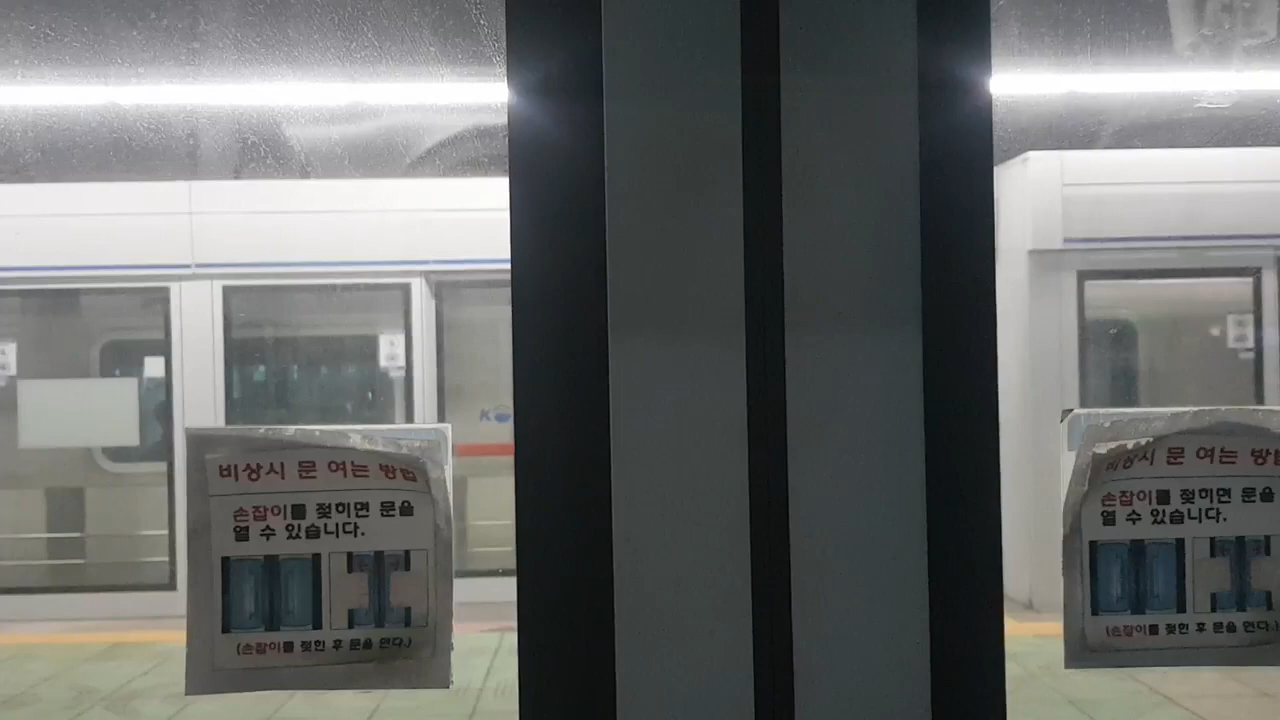 비상시 문 여는 방법
손잡이를 젖히면 문을
열 수 있습니다.
(손잡이를 젖힌 후 문을 연다.)
비상시 문 여는 방법
손잡이를 젖히면 문을
열 수 있습니다.
(손잡이를 젖힌 후 문을 연다.)
K